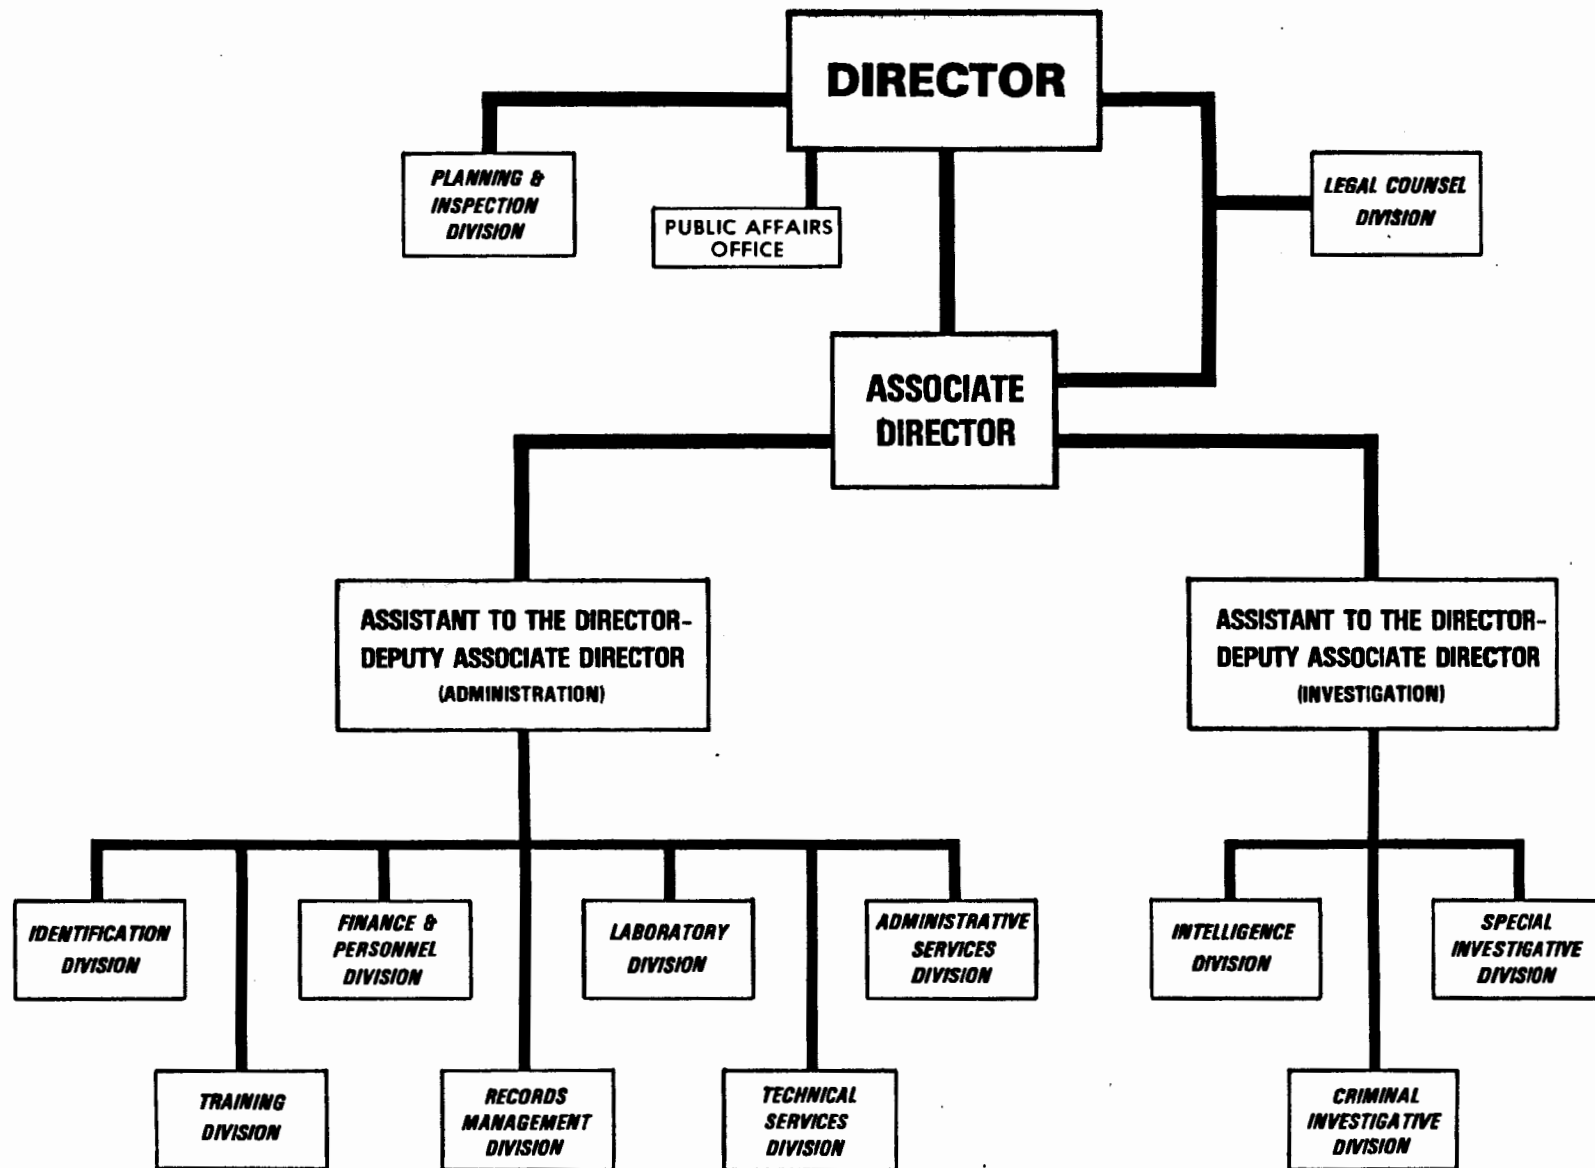 DIRECTOR
PLANNING &
INSPECTION
DIVISION
PUBLIC AFFAIRS
OFFICE
LEGAL COUNSEL
DIVISION
ASSOCIATE
DIRECTOR
ASSISTANT TO THE DIRECTOR-
DEPUTY ASSOCIATE DIRECTOR
(ADMINISTRATION)
ASSISTANT TO THE DIRECTOR-
DEPUTY ASSOCIATE DIRECTOR
(INVESTIGATION)
IDENTIFICATION
DIVISION
FINANCE &
PERSONNEL
DIVISION
LABORATORY
DIVISION
ADMINISTRATIVE
SERVICES
DIVISION
INTELLIGENCE
DIVISION
SPECIAL
INVESTIGATIVE
DIVISION
TRAINING
DIVISION
RECORDS
MANAGEMENT
DIVISION
TECHNICAL
SERVICES
DIVISION
CRIMINAL
INVESTIGATIVE
DIVISION